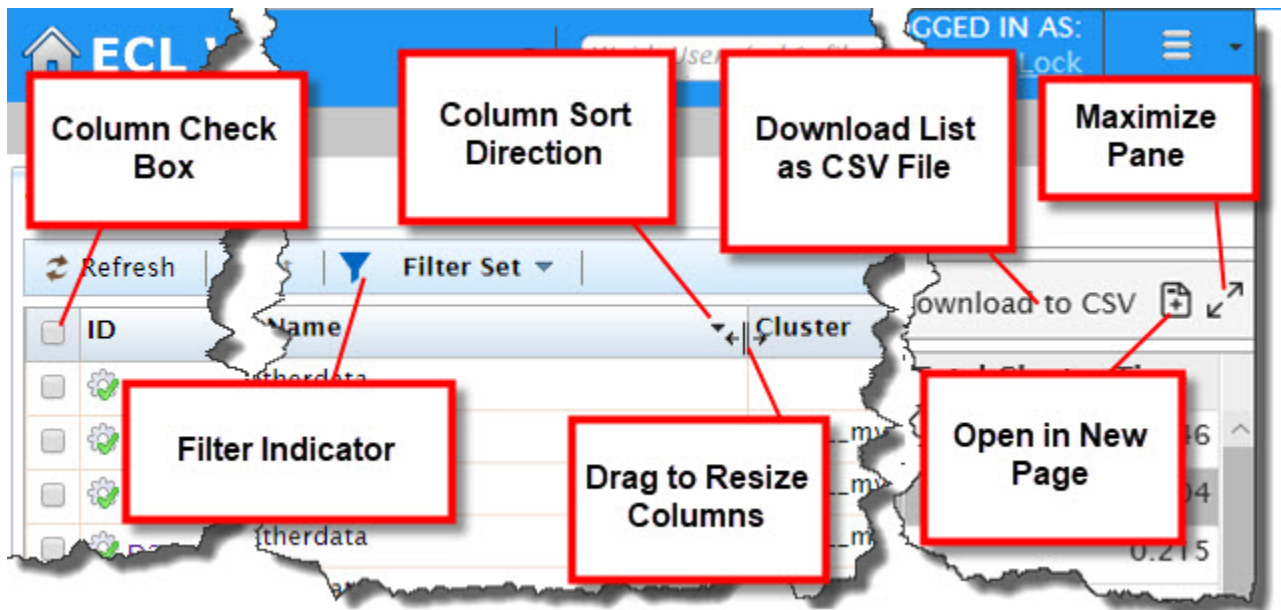 ECL
GGED IN AS:
Lock
Column Check
Box
Column Sort
Direction
Download List
as CSV File
Maximize
Pane
Refresh
Filter Set
ownload to CSV
ID
Name
Cluster
therdata
Filter Indicator
Drag to Resize
Columns
Open in New
Page
46
04
therdata
0.215